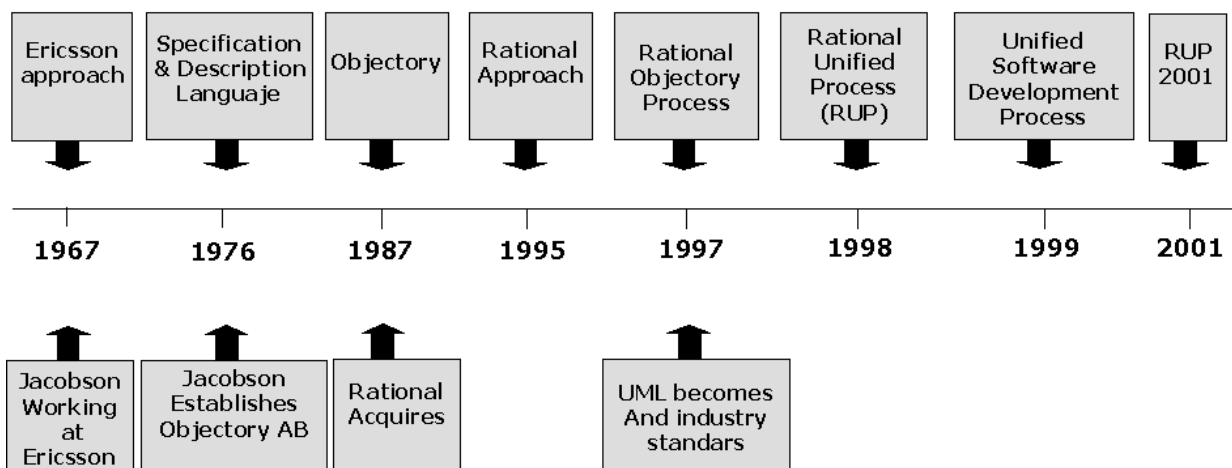 Ericsson
approach
Specification
& Description
Languaje
Objectory
Rational
Approach
Rational
Objectory
Process
Rational
Unified
Process
(RUP)
Unified
Software
Development
Process
RUP
2001
1967
1976
1987
1995
1997
1998
1999
2001
Jacobson
Working
at
Ericsson
Jacobson
Establishes
Objectory AB
Rational
Acquires
UML becomes
And industry
standars